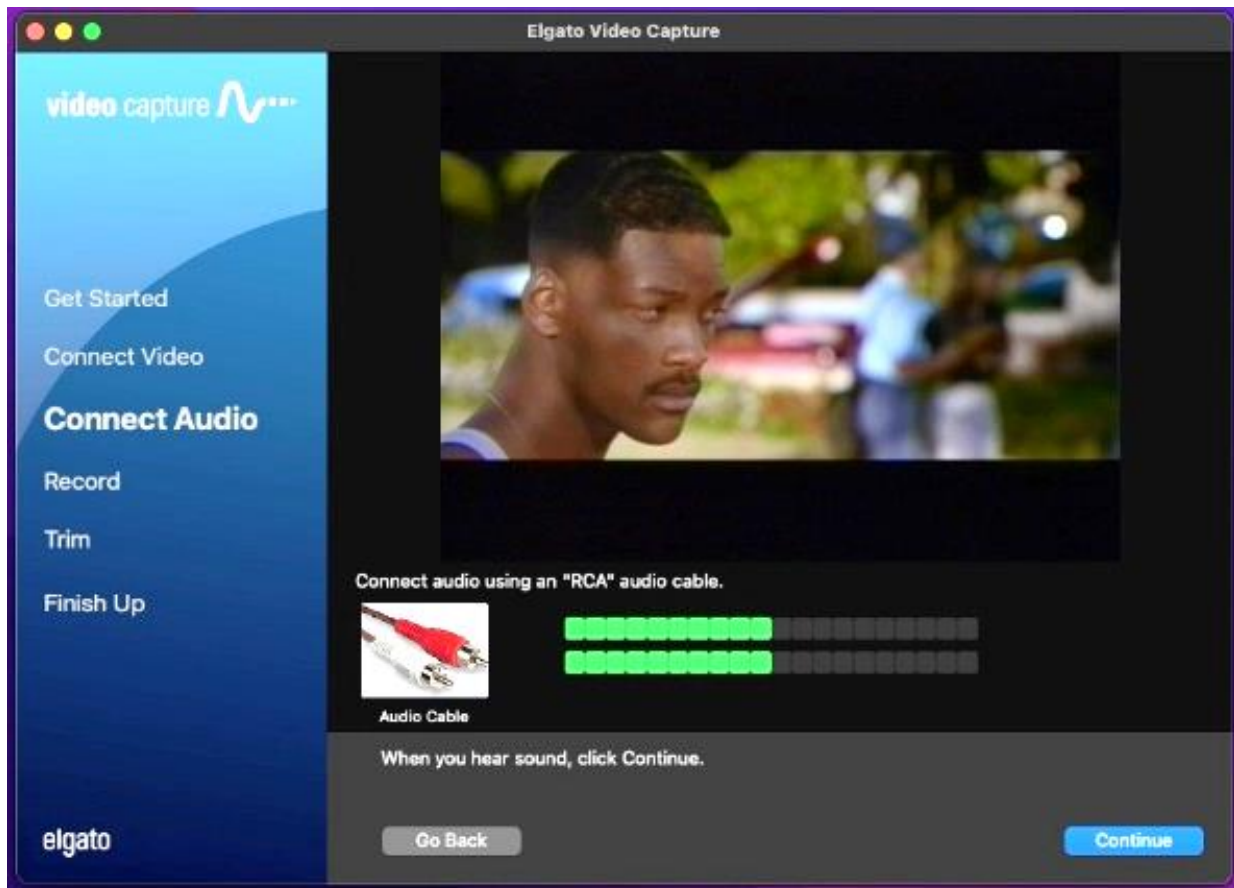 Elgato Video Capture
video capture
Get Started
Connect Video
Connect Audio
Record
Trim
Finish Up
Connect audio using an "RCA" audio cable.
Audio Cable
When you hear sound, click Continue.
elgato
Go Back
Continue